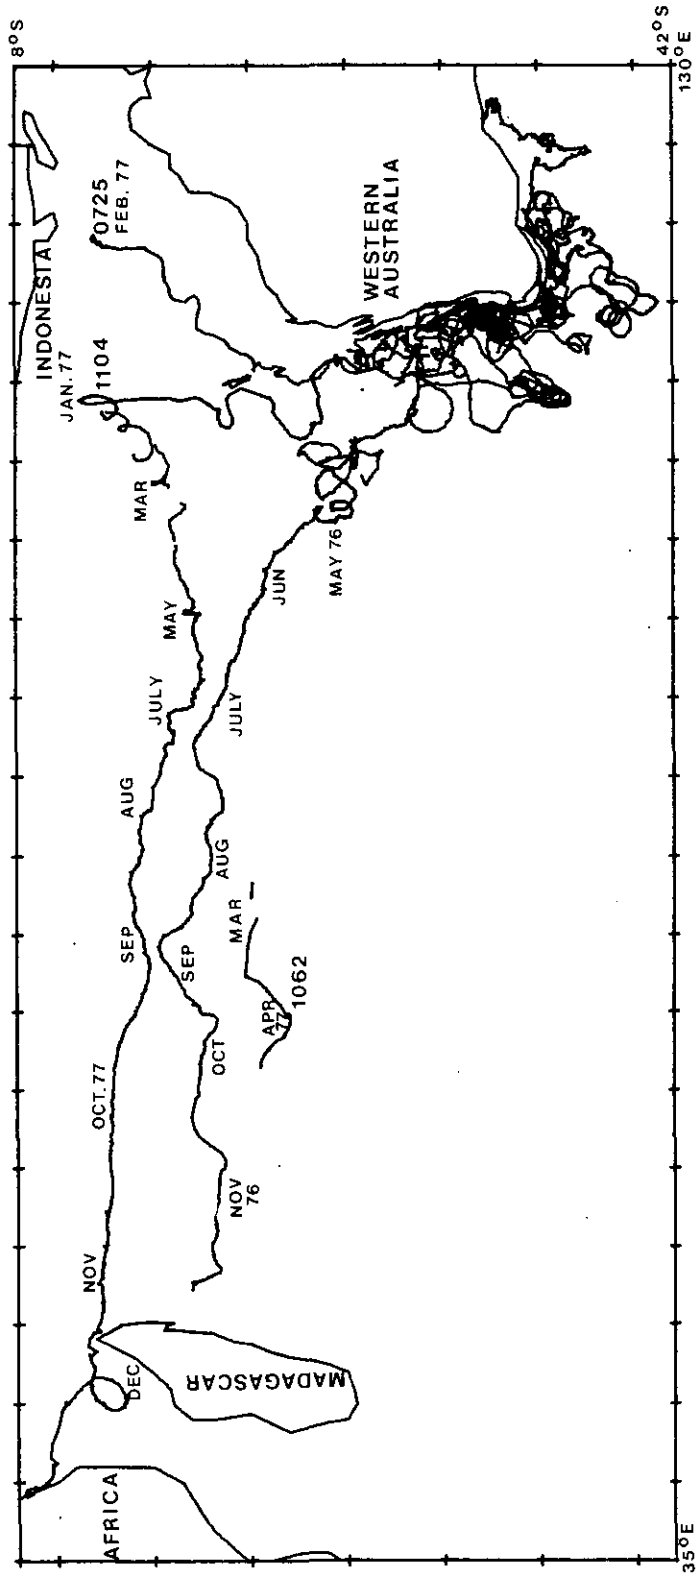 8°S
42°S
130°E
35°E
INDONESTA
JAN. 77
1104
0725
FEB. 77
WESTERN
AUSTRALIA
MAR
MAY
JULY
AUG
SEP
OCT. 77
NOV
DEC
MAY 76
JUN
JULY
AUG
SEP
OCT
NOV
76
MAR
APR
77
1062
MADAGASCAR
AFRICA